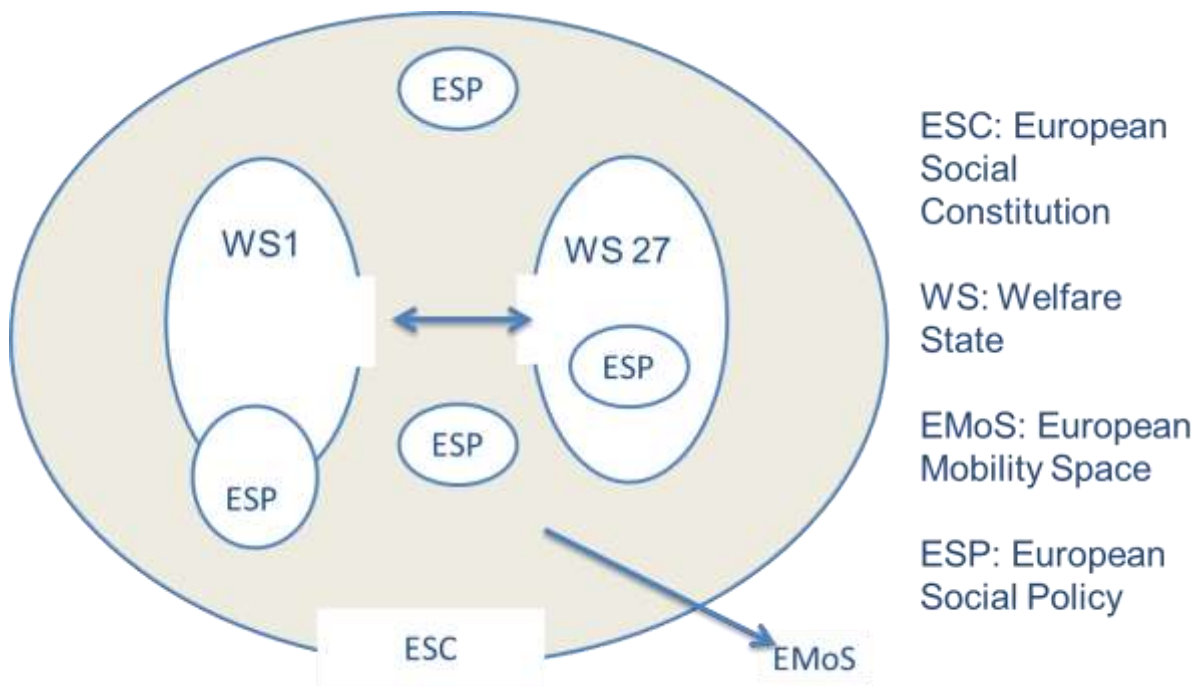 ESP
WS1
WS 27
ESP
ESP
ESP
ESC
EMoS
ESC: European
Social
Constitution
WS: Welfare
State
EMoS: European
Mobility Space
ESP: European
Social Policy